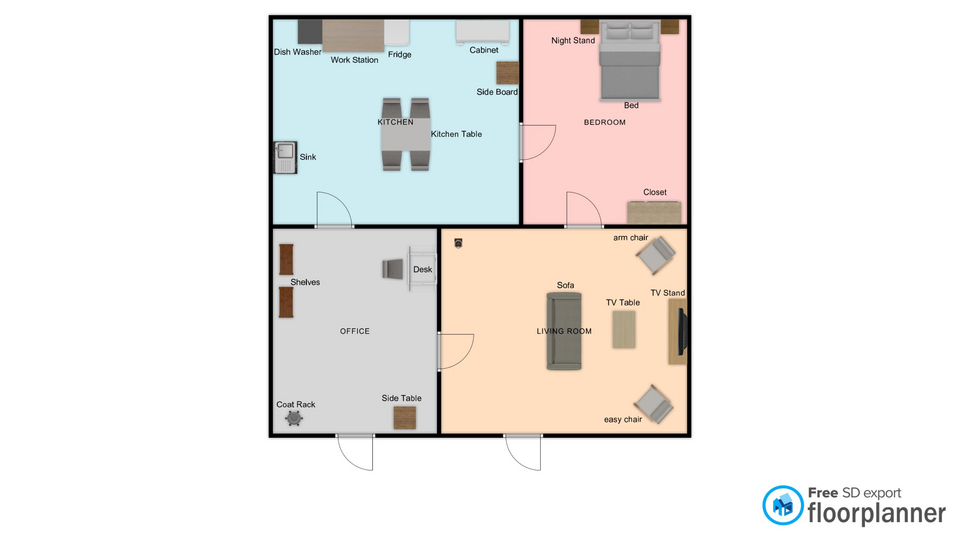 Dish Washer
Work Station
Fridge
Cabinet
Side Board
KITCHEN
Kitchen Table
Sink
Night Stand
Bed
BEDROOM
Closet
Shelves
Desk
OFFICE
Coat Rack
Side Table
arm chair
Sofa
TV Table
TV Stand
LIVING ROOM
easy chair
Free SD export
floorplanner